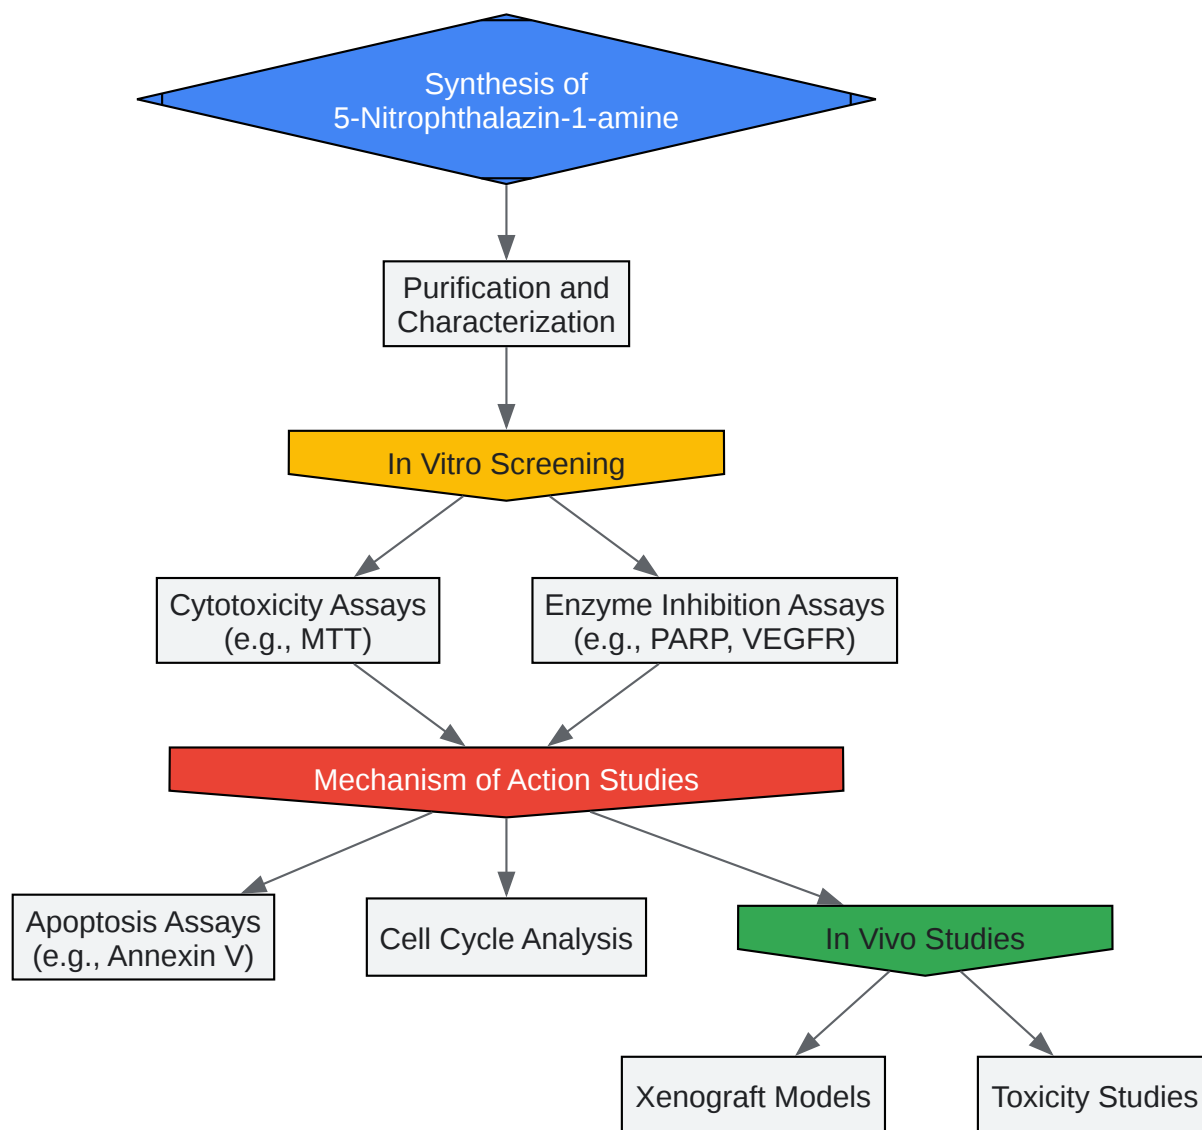 Synthesis of
5-Nitrophthalazin-1-amine
Purification and
Characterization
In Vitro Screening
Cytotoxicity Assays
(e.g., MTT)
Enzyme Inhibition Assays
(e.g., PARP, VEGFR)
Mechanism of Action Studies
Apoptosis Assays
(e.g., Annexin V)
Cell Cycle Analysis
In Vivo Studies
Xenograft Models
Toxicity Studies